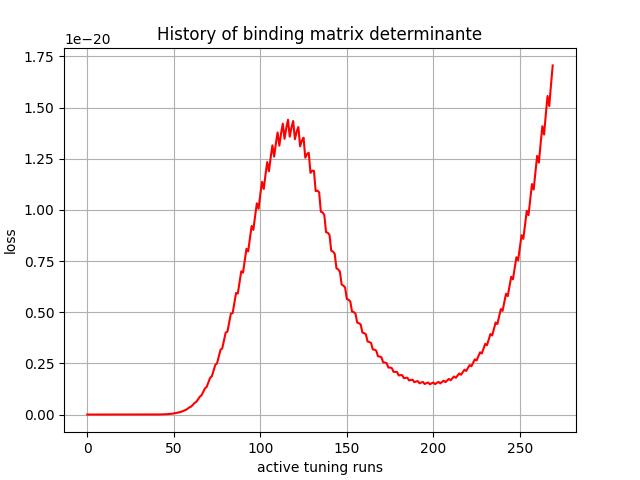 History of binding matrix determinante
1e−20
1.75
1.50
1.25
1.00
0.75
0.50
0.25
0.00
loss
0 50 100 150 200 250
active tuning runs